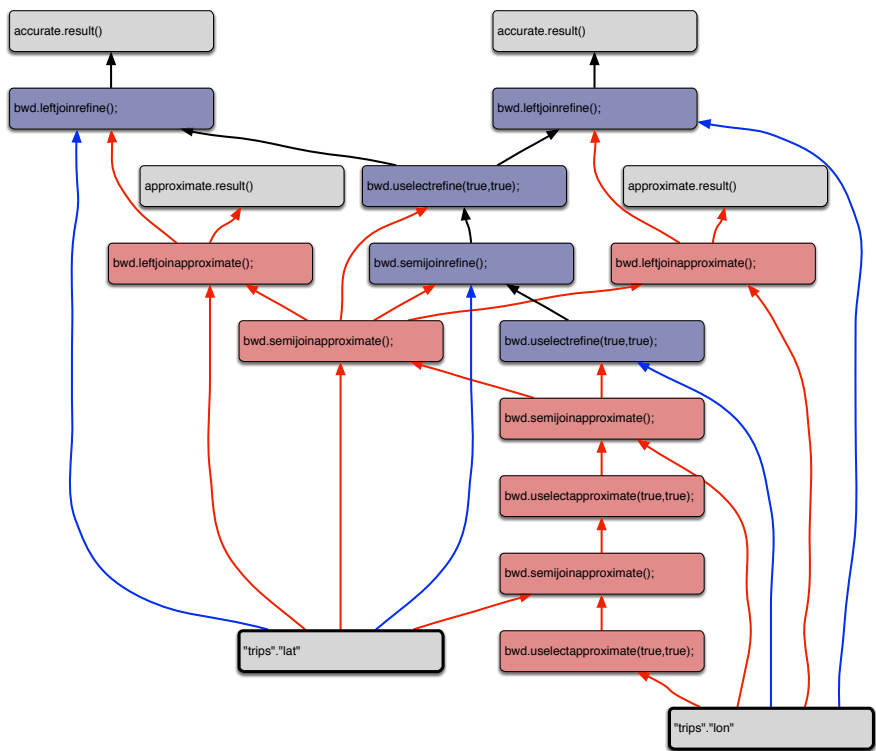 accurate.result()
accurate.result()
bwd.leftjoinrefine();
bwd.leftjoinrefine();
approximate.result()
bwd.uselectrefine(true,true);
approximate.result()
bwd.leftjoinapproximate();
bwd.semijoinrefine();
bwd.leftjoinapproximate();
bwd.semijoinapproximate();
bwd.uselectrefine(true,true);
bwd.semijoinapproximate();
bwd.uselectapproximate(true,true);
bwd.semijoinapproximate();
"trips"."lat"
bwd.uselectapproximate(true,true);
"trips"."lon"